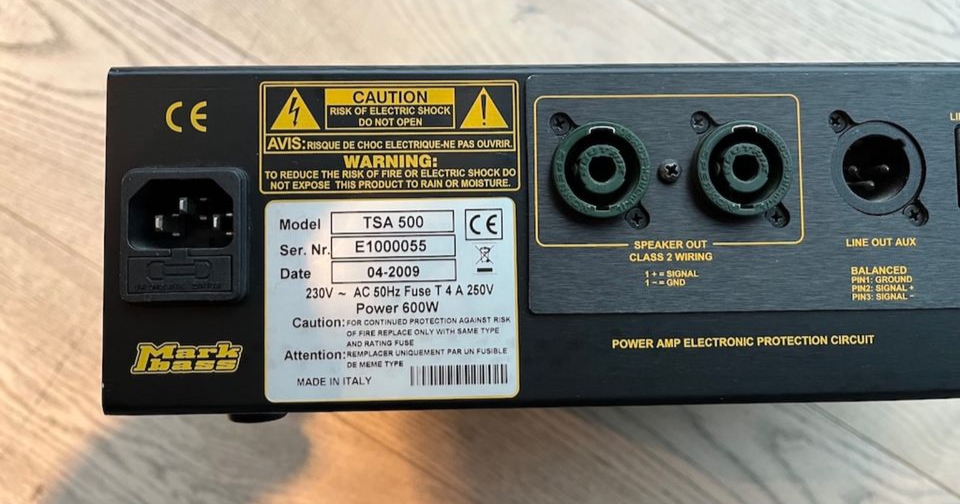 CE
CAUTION
RISK OF ELECTRIC SHOCK
DO NOT OPEN
AVIS: RISQUE DE CHOC ELECTRIQUE-NE PAS OUVRIR.
WARNING:
TO REDUCE THE RISK OF FIRE OR ELECTRIC SHOCK DO
NOT EXPOSE THIS PRODUCT TO RAIN OR MOISTURE.
Model TSA 500 CE
Ser. Nr. E1000055
Date 04-2009
230V ~ AC 50Hz Fuse T 4 A 250V
Power 600W
Caution: FOR CONTINUED PROTECTION AGAINST RISK
OF FIRE REPLACE ONLY WITH SAME TYPE
AND RATING FUSE
Attention: REMPLACER UNIQUEMENT PAR UN FUSIBLE
DE MEME TYPE
MADE IN ITALY
Mark
bass
SPEAKER OUT
CLASS 2 WIRING
1 + = SIGNAL
1 - = GND
LINE OUT AUX
BALANCED
PIN1: GROUND
PIN2: SIGNAL +
PIN3: SIGNAL -
POWER AMP ELECTRONIC PROTECTION CIRCUIT